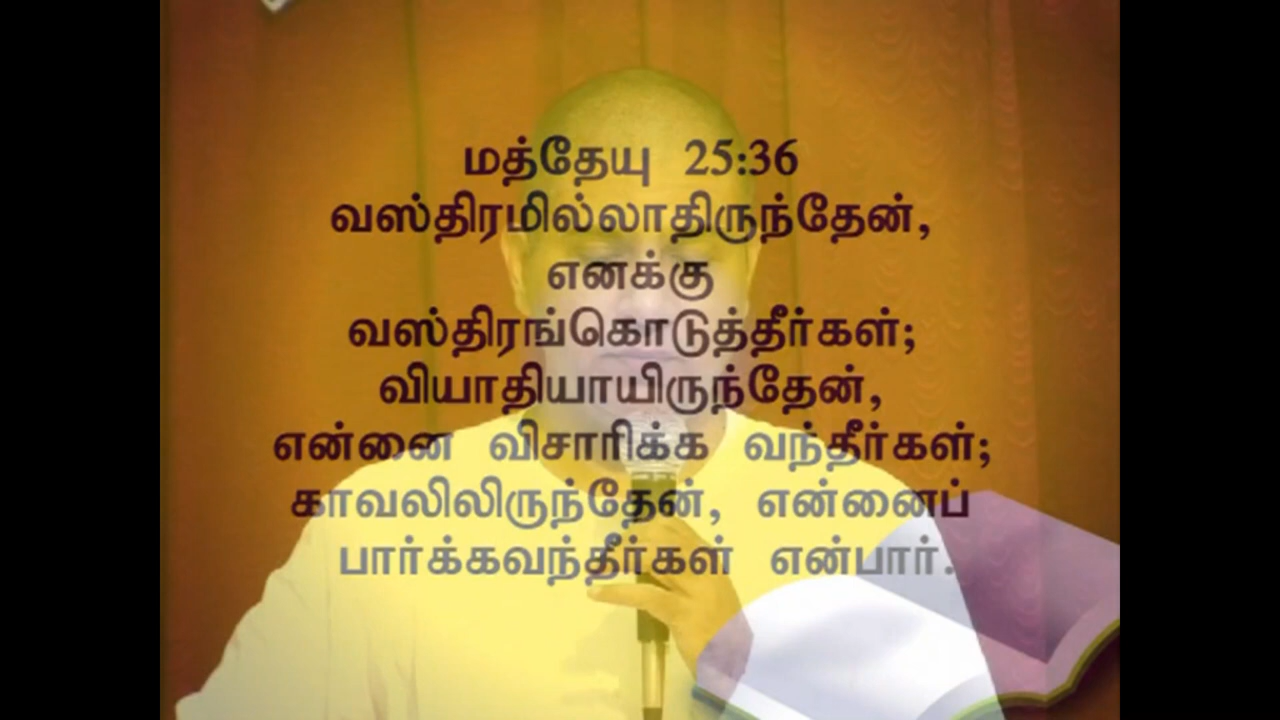 மத்தேயு 25:36
வஸ்திரமில்லாதிருந்தேன்,
எனக்கு
வஸ்திரங்கொடுத்தீர்கள்;
வியாதியாயிருந்தேன்,
என்னை விசாரிக்க வந்தீர்கள்;
காவலிலிருந்தேன், என்னைப்
பார்க்கவந்தீர்கள் என்பார்.